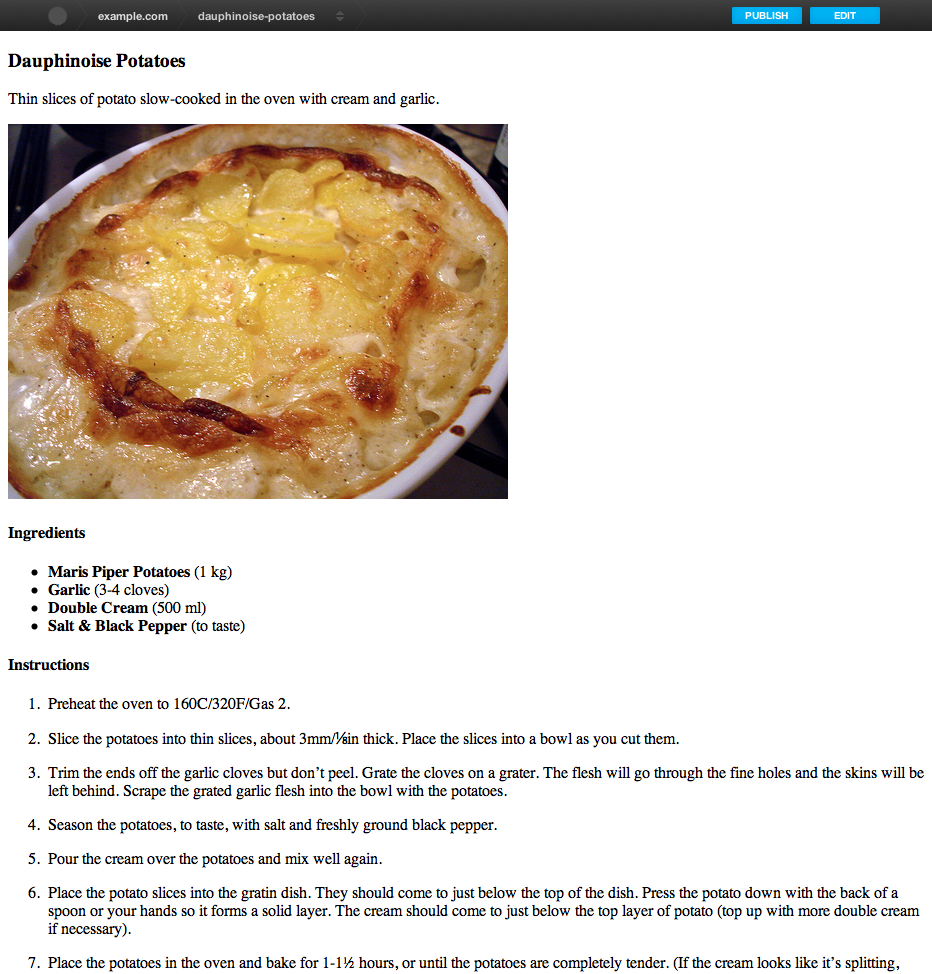 example.com dauphinoise-potatoes PUBLISH EDIT
Dauphinoise Potatoes
Thin slices of potato slow-cooked in the oven with cream and garlic.
Ingredients
• Maris Piper Potatoes (1 kg)
• Garlic (3-4 cloves)
• Double Cream (500 ml)
• Salt & Black Pepper (to taste)
Instructions
1. Preheat the oven to 160C/320F/Gas 2.
2. Slice the potatoes into thin slices, about 3mm/⅛in thick. Place the slices into a bowl as you cut them.
3. Trim the ends off the garlic cloves but don’t peel. Grate the cloves on a grater. The flesh will go through the fine holes and the skins will be
left behind. Scrape the grated garlic flesh into the bowl with the potatoes.
4. Season the potatoes, to taste, with salt and freshly ground black pepper.
5. Pour the cream over the potatoes and mix well again.
6. Place the potato slices into the gratin dish. They should come to just below the top of the dish. Press the potato down with the back of a
spoon or your hands so it forms a solid layer. The cream should come to just below the top layer of potato (top up with more double cream
if necessary).
7. Place the potatoes in the oven and bake for 1-1½ hours, or until the potatoes are completely tender. (If the cream looks like it’s splitting,